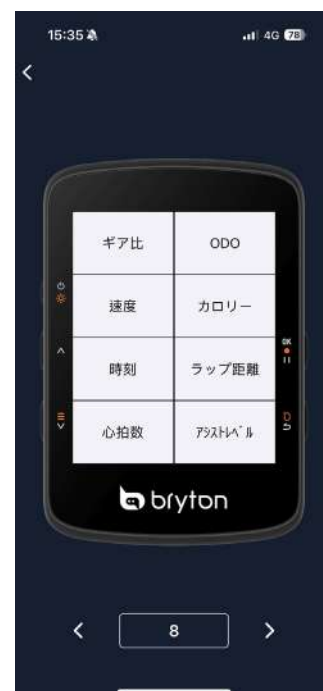 15:35
4G 78
ギア比
ODO
速度
カロリー
時刻
ラップ距離
心拍数
ｱｼｽﾄﾚﾍﾞﾙ
OK
bryton
8